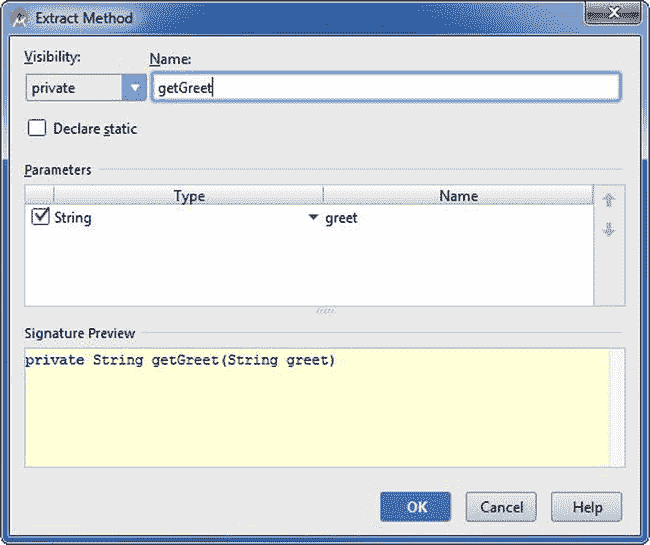 Extract Method
Visibility:
Name:
private
getGreet
Declare static
Parameters
Type
Name
String
greet
Signature Preview
private String getGreet(String greet)
OK
Cancel
Help